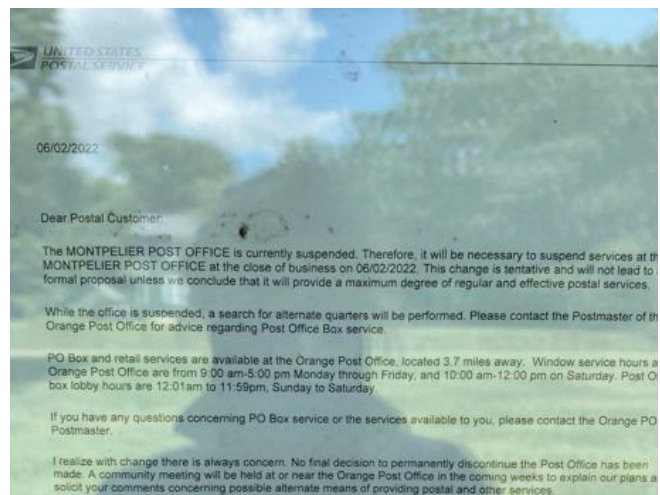 UNITED STATES
POSTAL SERVICE
06/02/2022
Dear Postal Customer:
The MONTPELIER POST OFFICE is currently suspended. Therefore, it will be necessary to suspend services at
MONTPELIER POST OFFICE at the close of business on 06/02/2022. This change is tentative and will not lead to
formal proposal unless we conclude that it will provide a maximum degree of regular and effective postal services.
While the office is suspended, a search for alternate quarters will be performed. Please contact the Postmaster of
Orange Post Office for advice regarding Post Office Box service.
PO Box and retail services are available at the Orange Post Office, located 3.7 miles away. Window service hours
Orange Post Office are from 9:00 am-5:00 pm Monday through Friday, and 10:00 am-12:00 pm on Saturday. Post
box lobby hours are 12:01am to 11:59pm, Sunday to Saturday.
If you have any questions concerning PO Box service or the services available to you, please contact the Orange PO
Postmaster.
I realize with change there is always concern. No final decision to permanently discontinue the Post Office has been
made. A community meeting will be held at or near the Orange Post Office in the coming weeks to explain our plans
solicit your comments concerning possible alternate means of providing postal and other services.